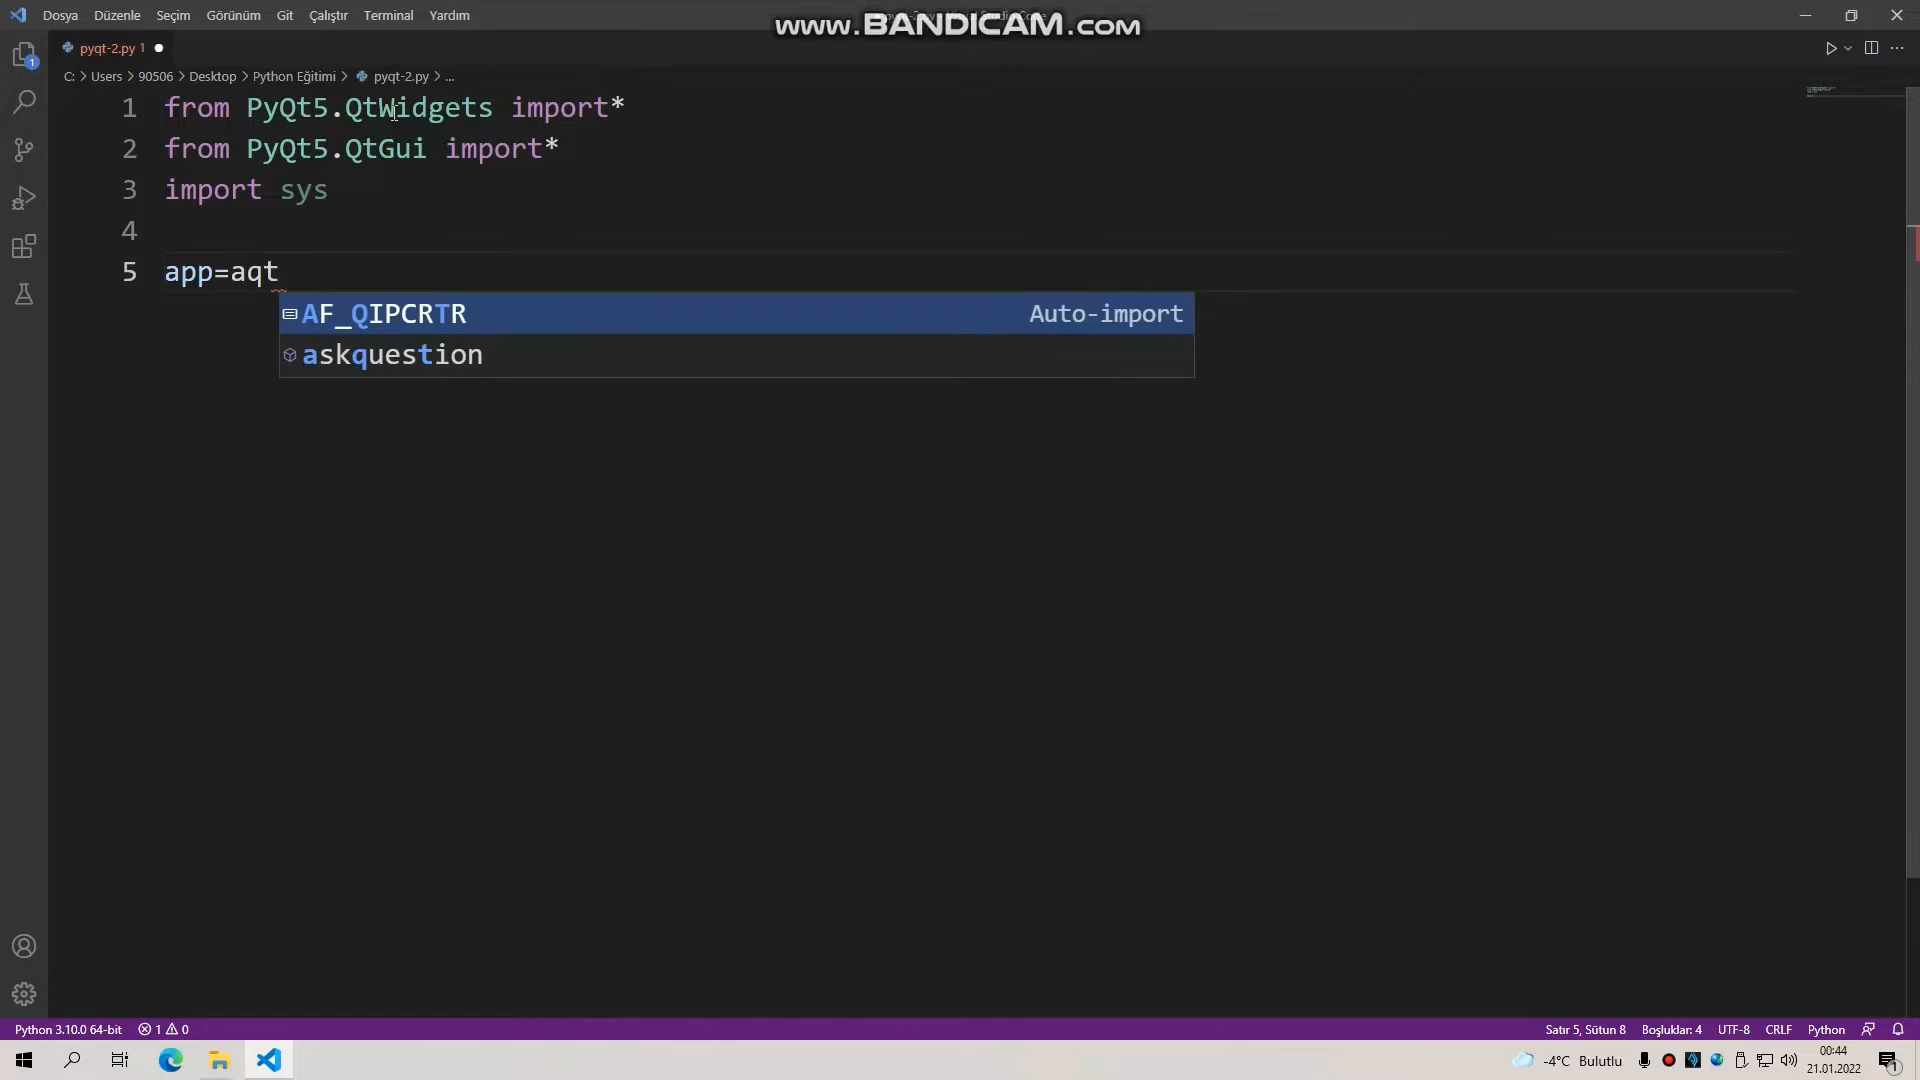 Dosya Düzenle Seçim Görünüm Git Çalıştır Terminal Yardım
www.BANDICAM.com
pyqt-2.py 1
C: > Users > 90506 > Desktop > Python Eğitimi > pyqt-2.py > ...
1 from PyQt5.QtWidgets import*
2 from PyQt5.QtGui import*
3 import sys
4
5 app=aqt
AF_QIPCRTR Auto-import
askquestion
1
Python 3.10.0 64-bit 1 0 Satır 5, Sütun 8 Boşluklar: 4 UTF-8 CRLF Python
-4°C Bulutlu 00:44
21.01.2022
1